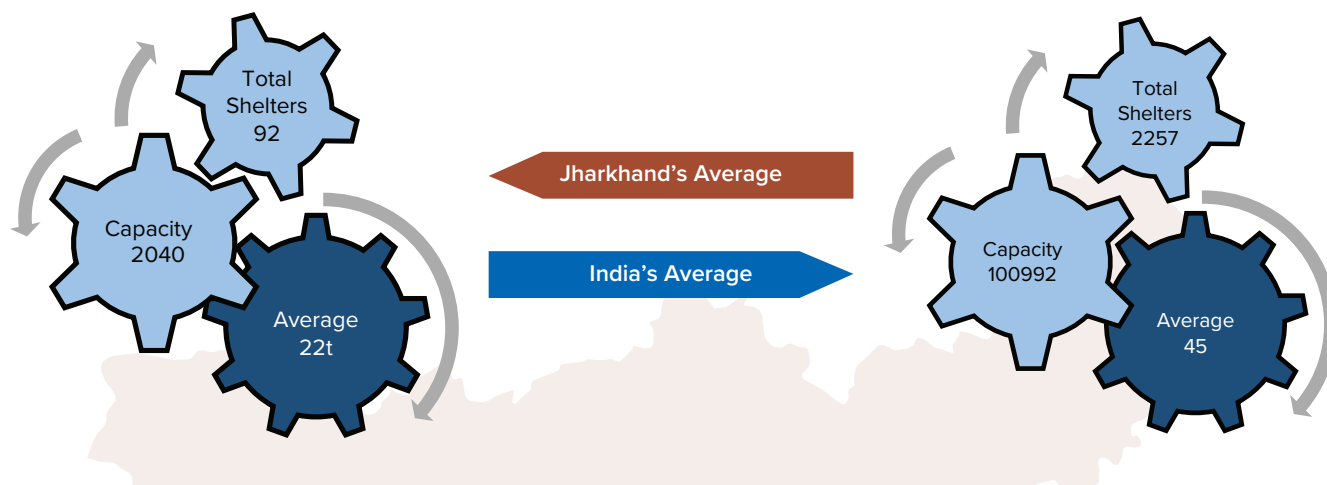 Total
Shelters
92
Capacity
2040
Average
22t
Jharkhand’s Average
India’s Average
Total
Shelters
2257
Capacity
100992
Average
45